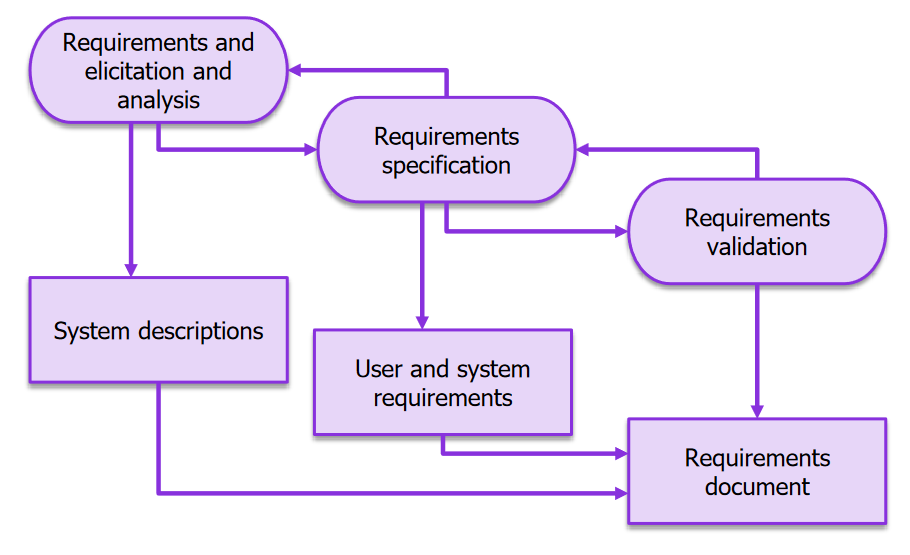 Requirements and
elicitation and
analysis
Requirements
specification
Requirements
validation
System descriptions
User and system
requirements
Requirements
document